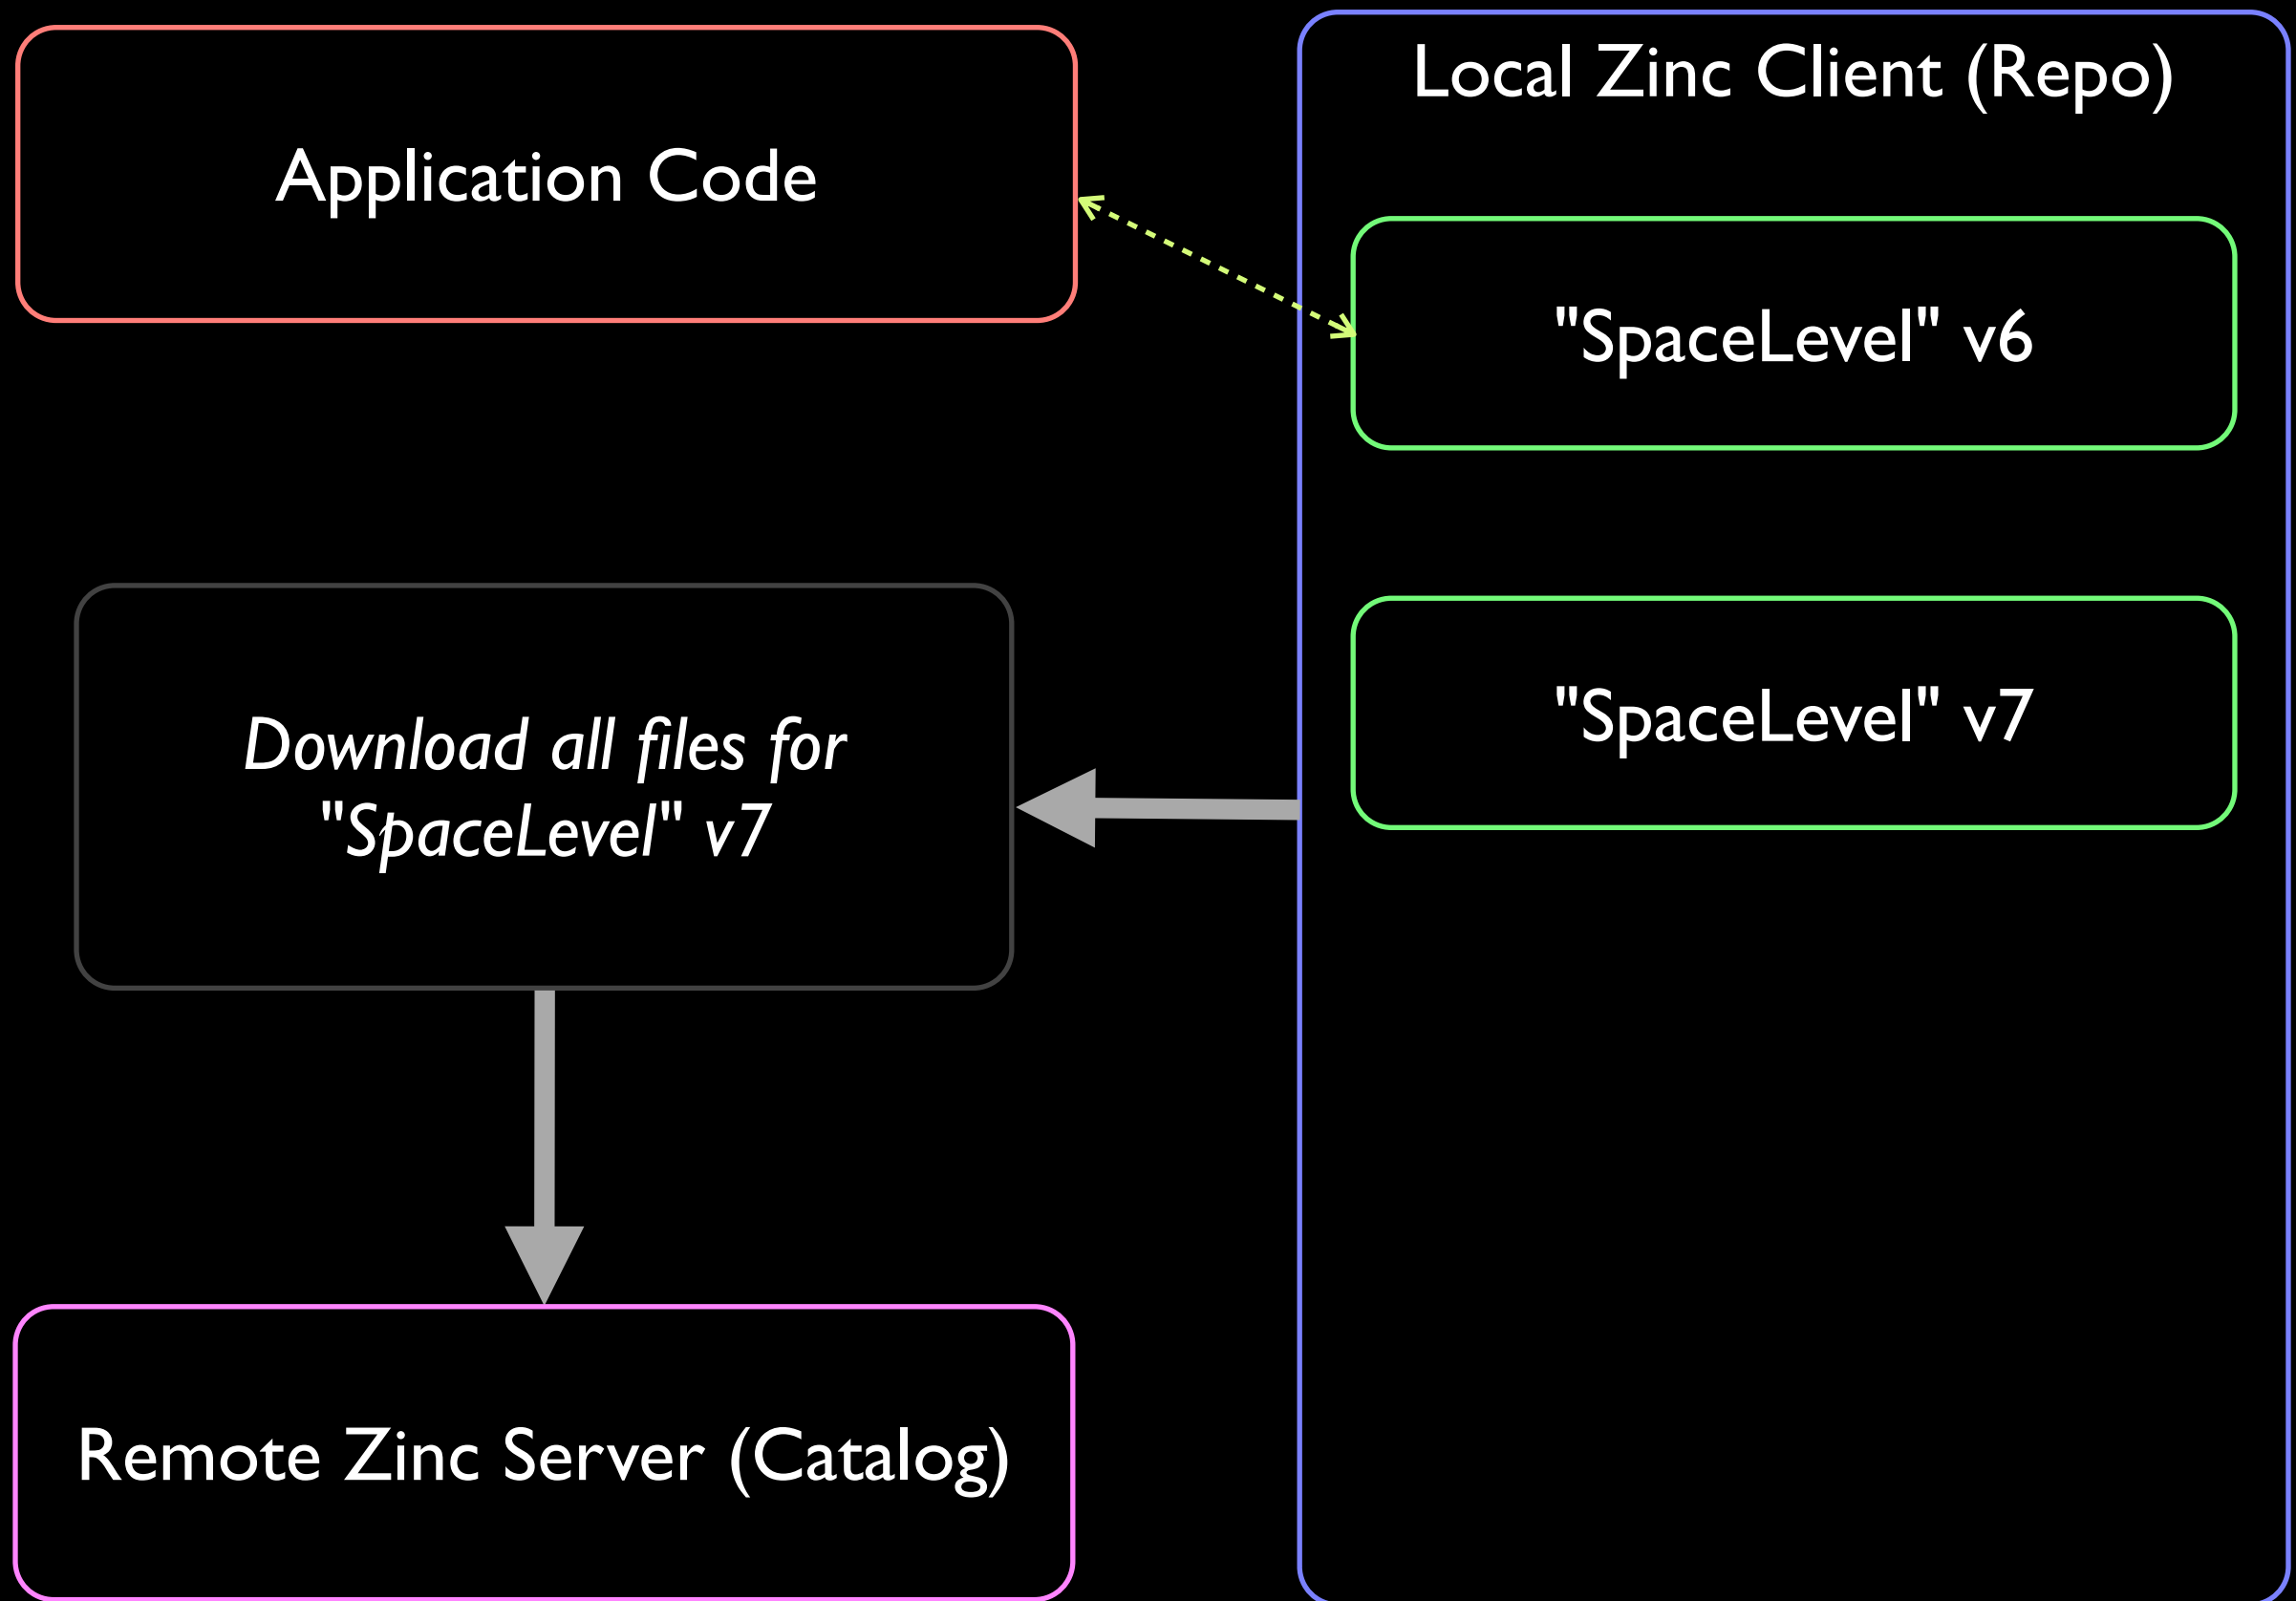 Application Code
Local Zinc Client (Repo)
"SpaceLevel" v6
"SpaceLevel" v7
Download all files for
"SpaceLevel" v7
Remote Zinc Server (Catalog)